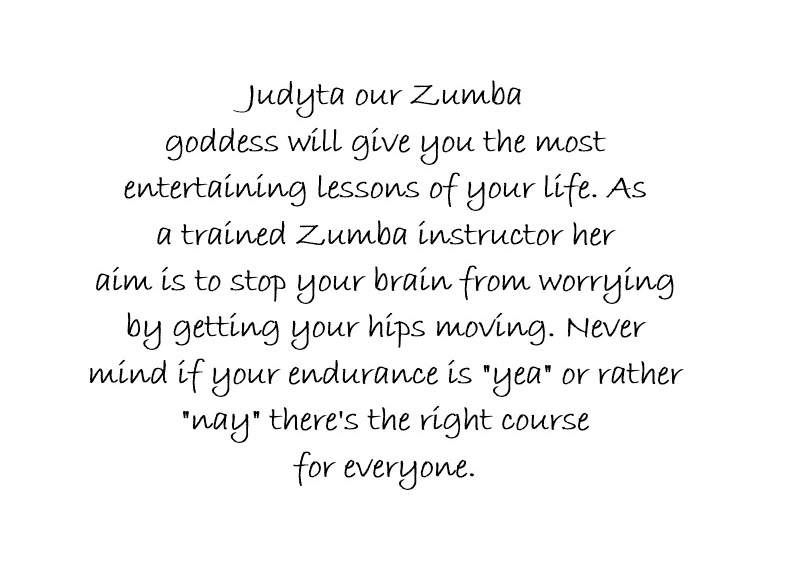 Judyta our Zumba
goddess will give you the most
entertaining lessons of your life. As
a trained Zumba instructor her
aim is to stop your brain from worrying
by getting your hips moving. Never
mind if your endurance is "yea" or rather
"nay" there's the right course
for everyone.